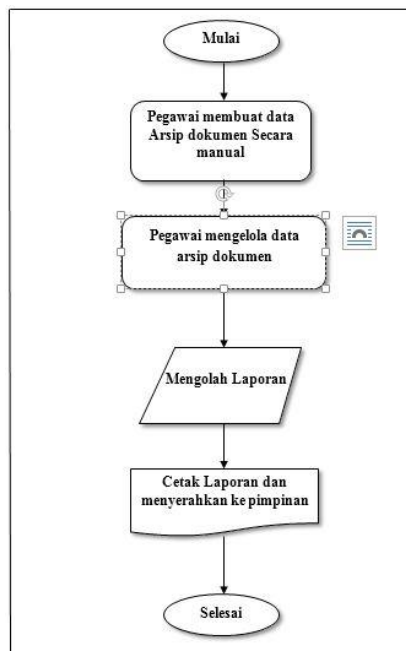 Mulai
Pegawai membuat data
Arsip dokumen Secara
manual
Pegawai mengelola data
arsip dokumen
Mengolah Laporan
Cetak Laporan dan
menyerahkan ke pimpinan
Selesai